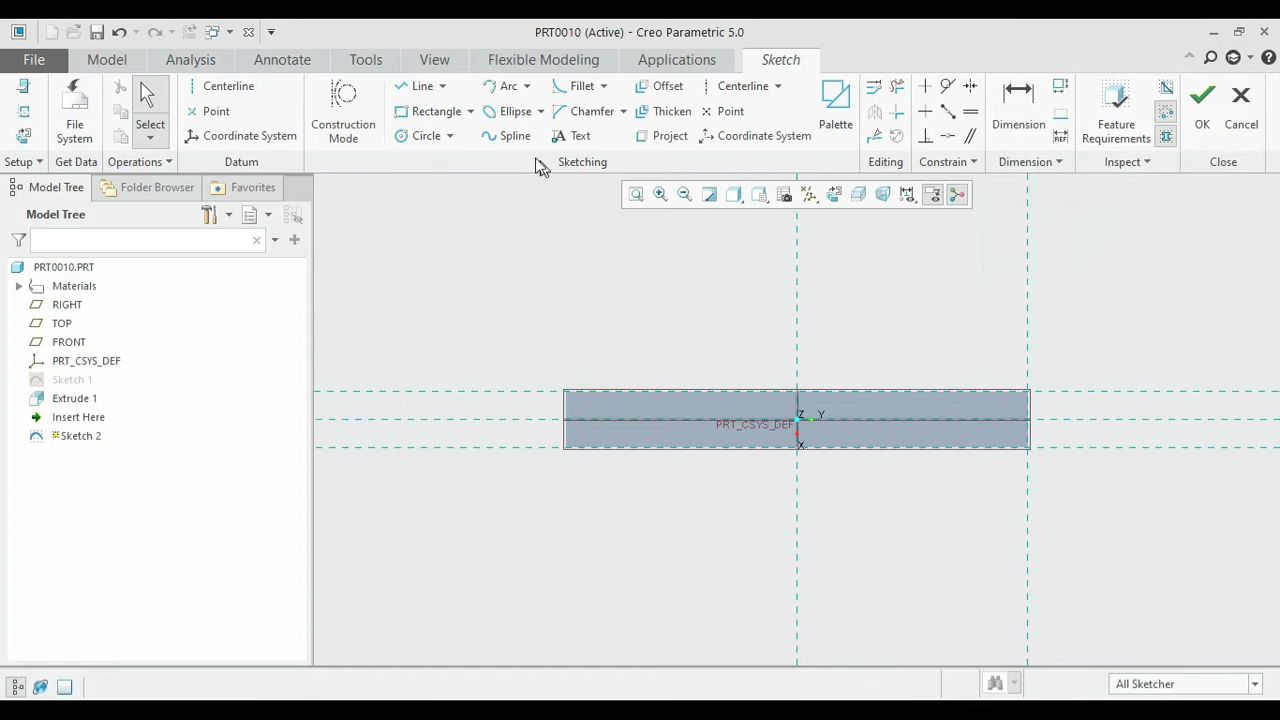 PRT0010 (Active) - Creo Parametric 5.0
File Model Analysis Annotate Tools View Flexible Modeling Applications Sketch
File System
Select
Centerline
Point
Coordinate System
Construction Mode
Line
Rectangle
Circle
Arc
Ellipse
Spline
Fillet
Chamfer
Text
Offset
Thicken
Project
Centerline
Point
Coordinate System
Palette
Dimension
REF
Feature Requirements
OK
Cancel
Setup Get Data Operations Datum Sketching Editing Constrain Dimension Inspect Close
Model Tree Folder Browser Favorites
Model Tree
PRT0010.PRT
Materials
RIGHT
TOP
FRONT
PRT_CSYS_DEF
Sketch 1
Extrude 1
Insert Here
Sketch 2
Z Y
PRT_CSYS_DEF
X
All Sketcher